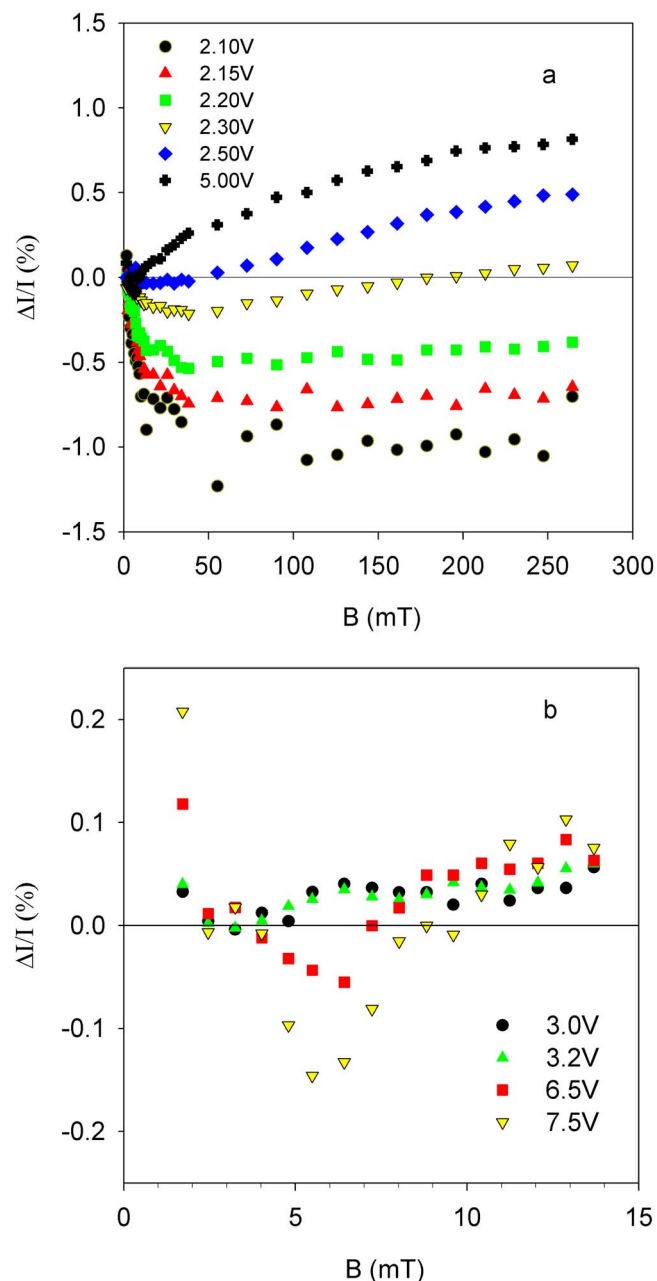 1.5
1.0
0.5
0.0
-0.5
-1.0
-1.5
ΔI/I (%)
2.10V
2.15V
2.20V
2.30V
2.50V
5.00V
a
0 50 100 150 200 250 300
B (mT)
0.2
0.1
0.0
-0.1
-0.2
ΔI/I (%)
b
3.0V
3.2V
6.5V
7.5V
0 5 10 15
B (mT)